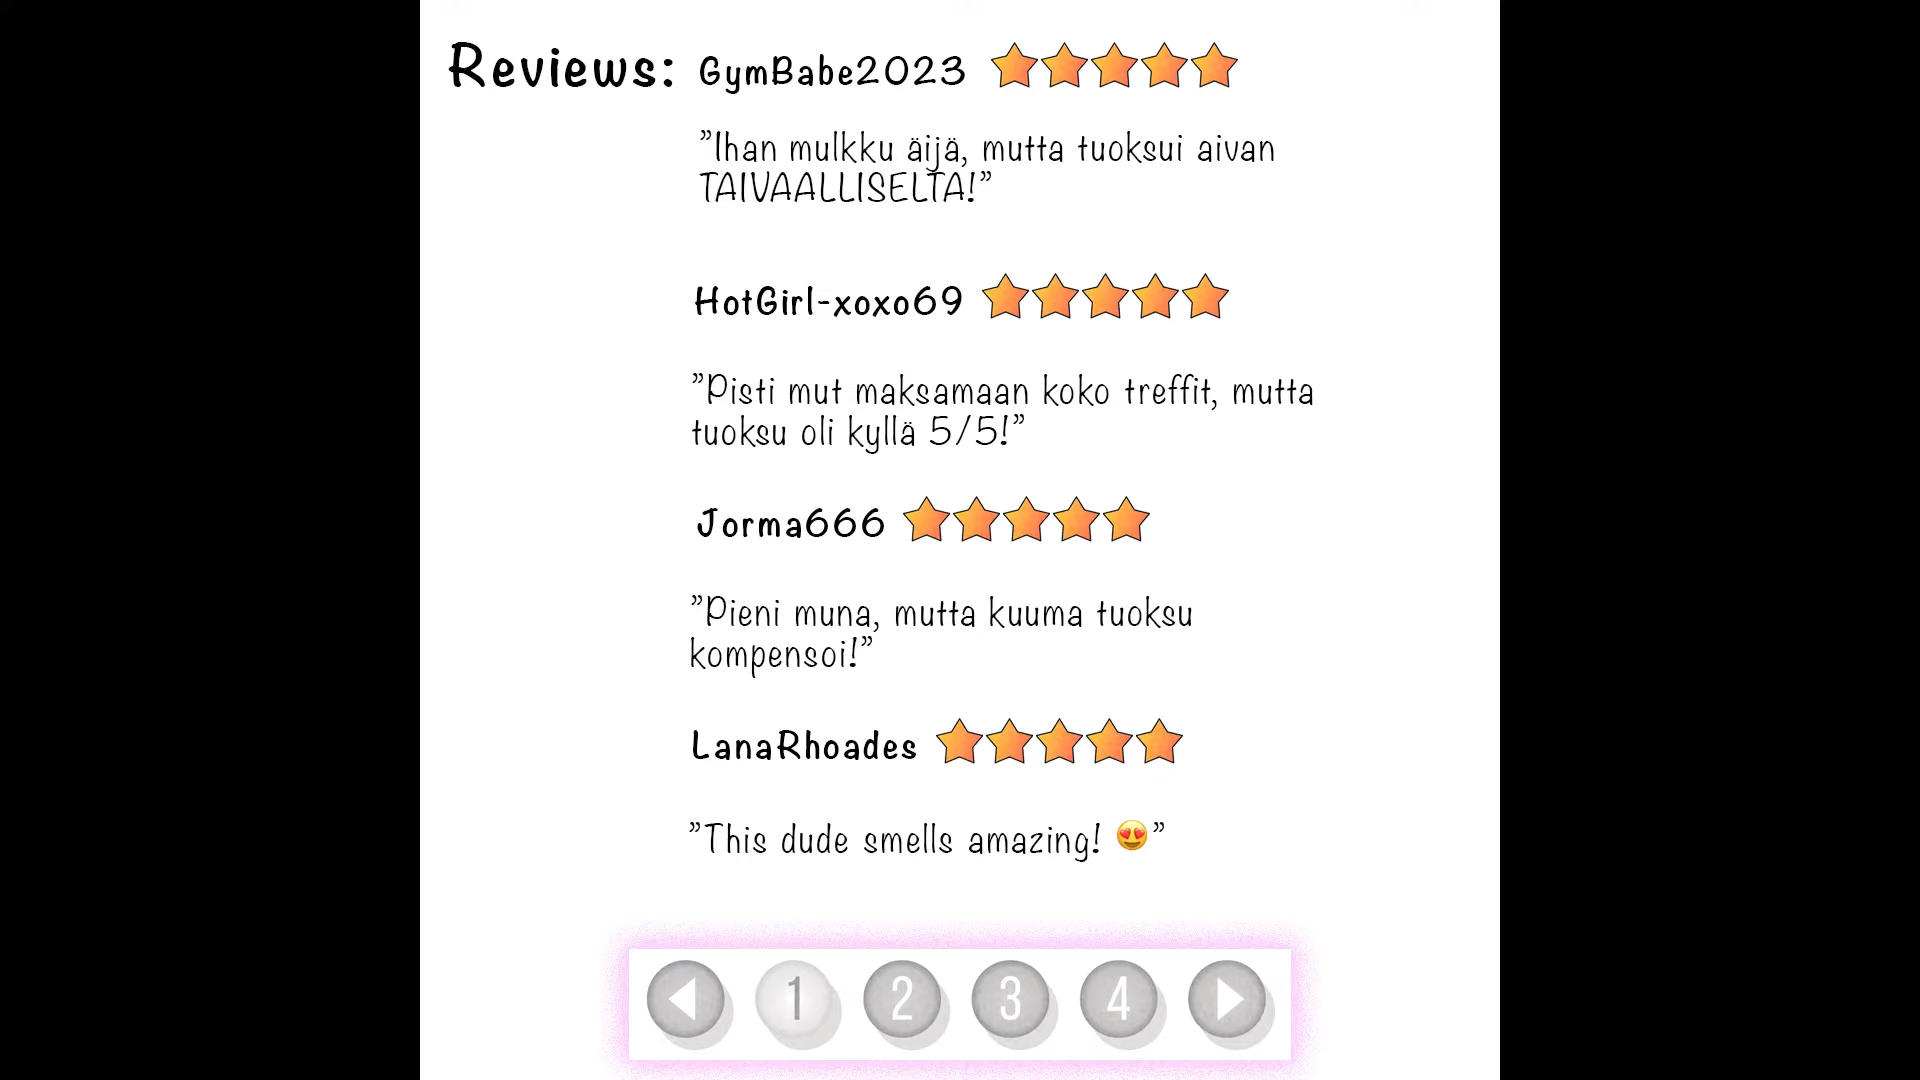 Reviews: GymBabe2023
”Ihan mulkku äijä, mutta tuoksui aivan
TAIVAALLISELTA!”
HotGirl-xoxo69
”Pisti mut maksamaan koko treffit, mutta
tuoksu oli kyllä 5/5!”
Jorma666
”Pieni muna, mutta kuuma tuoksu
kompensoi!”
LanaRhoades
”This dude smells amazing! 😍”
1 2 3 4